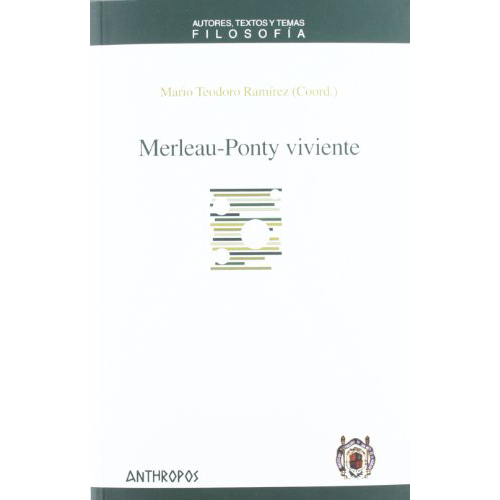 AUTORES, TEXTOS Y TEMAS
FILOSOFÍA
Mario Teodoro Ramírez (Coord.)
Merleau-Ponty viviente
ANTHROPOS